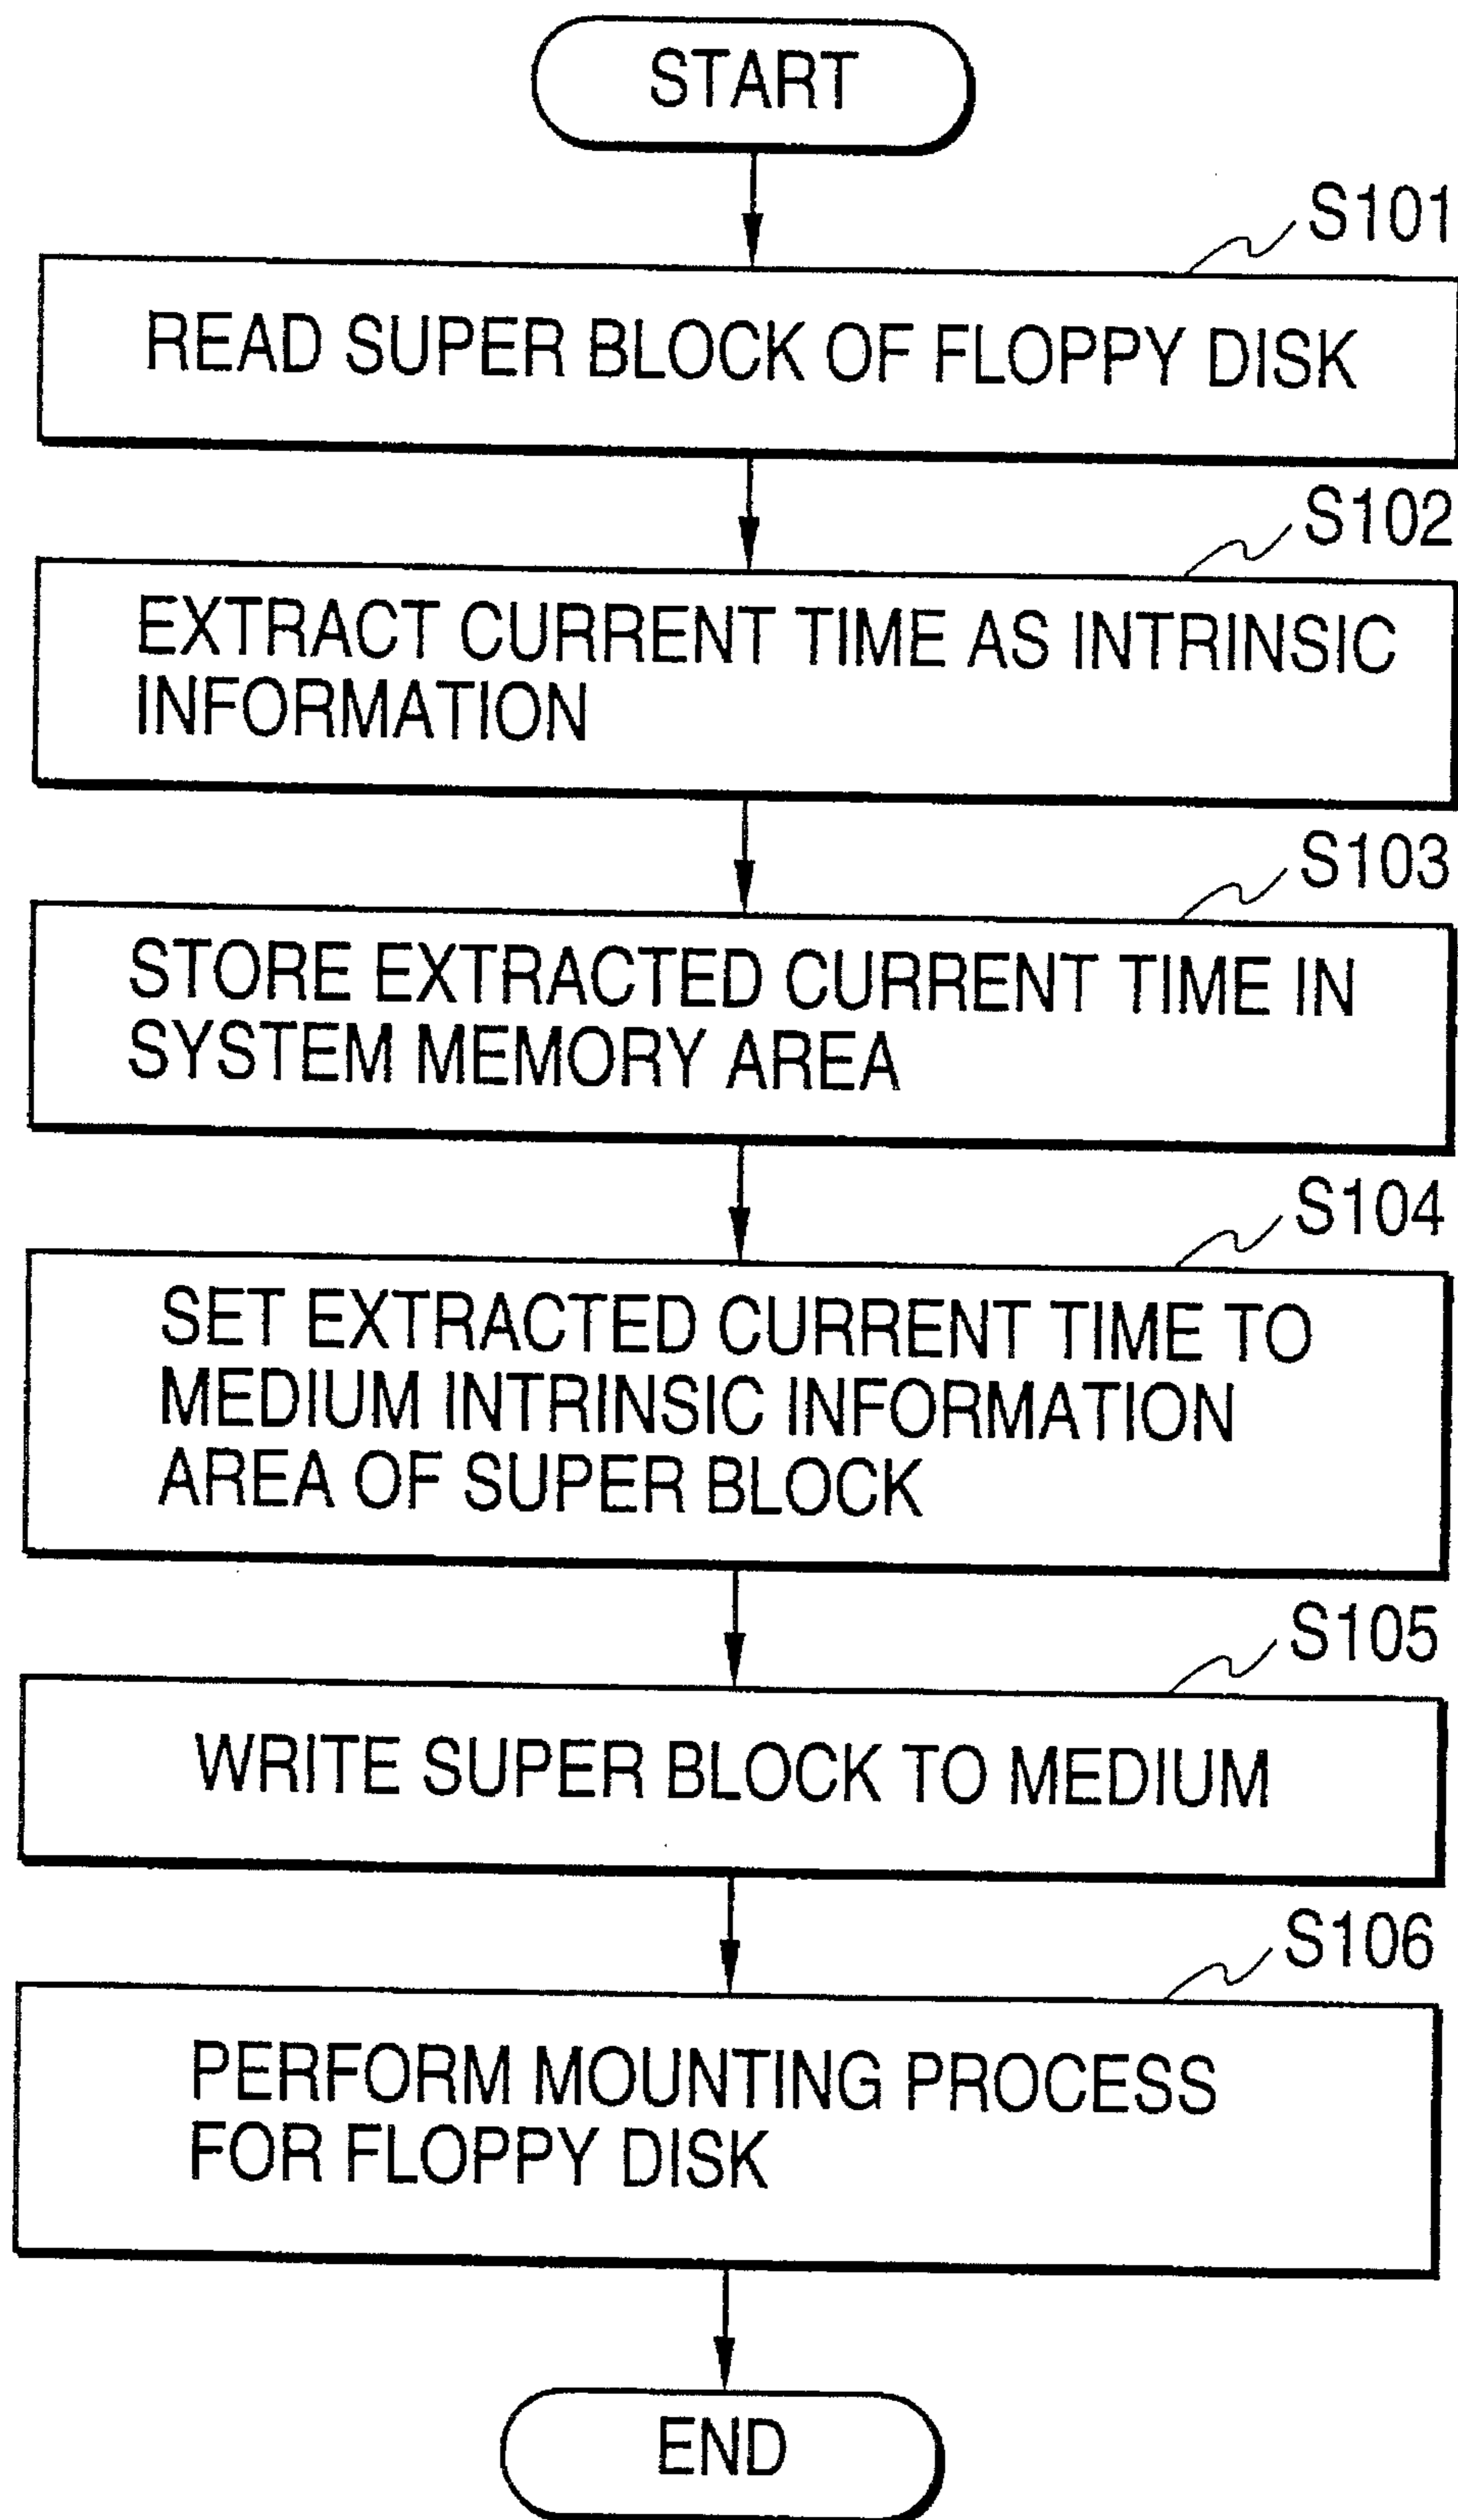 START
S101
READ SUPER BLOCK OF FLOPPY DISK
S102
EXTRACT CURRENT TIME AS INTRINSIC
INFORMATION
S103
STORE EXTRACTED CURRENT TIME IN
SYSTEM MEMORY AREA
S104
SET EXTRACTED CURRENT TIME TO
MEDIUM INTRINSIC INFORMATION
AREA OF SUPER BLOCK
S105
WRITE SUPER BLOCK TO MEDIUM
S106
PERFORM MOUNTING PROCESS
FOR FLOPPY DISK
END